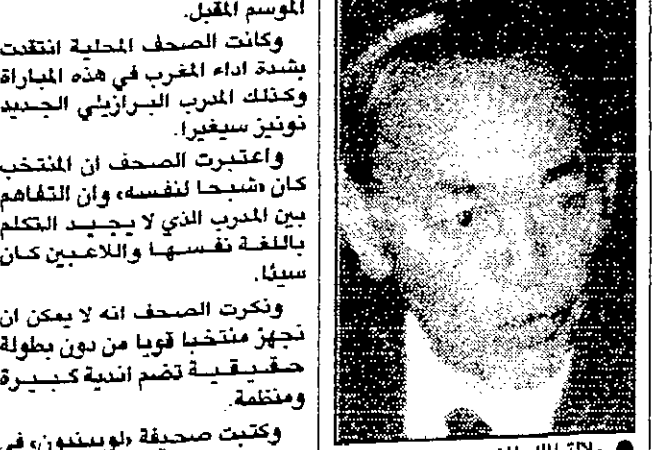 الموسم المقبل.
وكانت الصحف المحلية انتقدت
بشدة اداء المغرب في هذه المباراة
وكذلك المدرب البرازيلي الجديد
نونيز سيغيرا.
واعتبرت الصحف ان المنتخب
كان «شبحا لنفسه» وان التفاهم
بين المدرب الذي لا يجيد التكلم
باللغة نفسها واللاعبين كان
سيئا.
ونكرت الصحف انه لا يمكن ان
نجهز منتخبا قويا من دون بطولة
حقيقية تضم اندية كبيرة
ومنظمة.
وكتبت صحيفة «لوبينيون» في